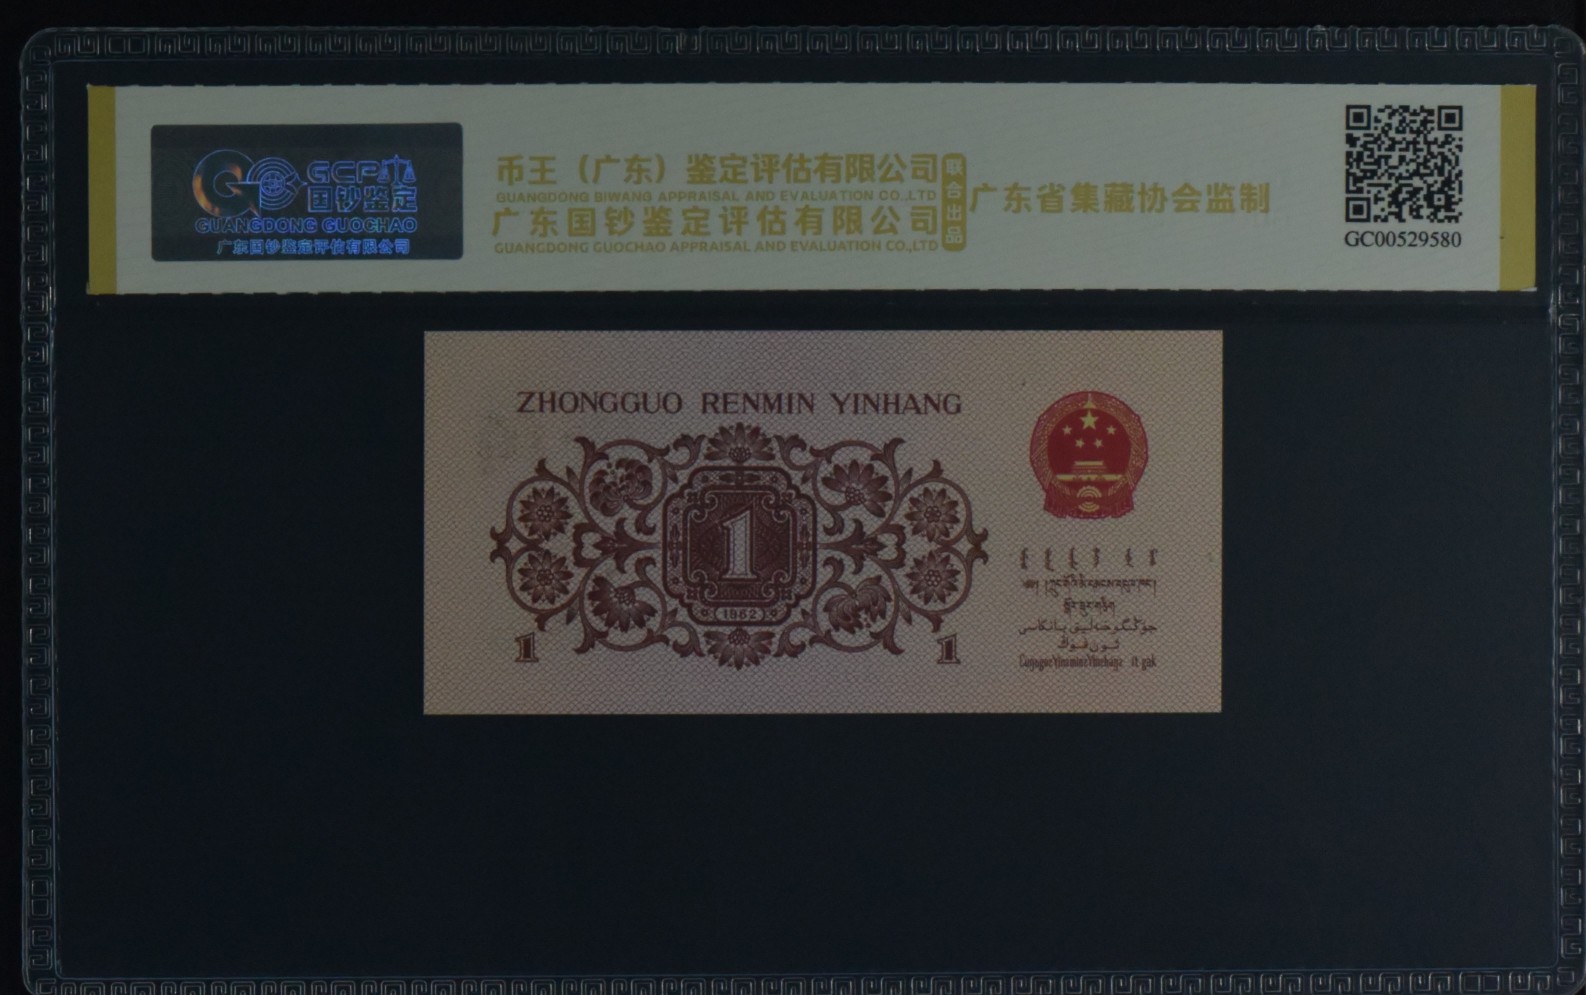 GCP
国钞鉴定
GUANGDONG GUOCHAO
广东国钞鉴定评估有限公司
币王（广东）鉴定评估有限公司
GUANGDONG BIWANG APPRAISAL AND EVALUATION CO.,LTD
广东国钞鉴定评估有限公司
GUANGDONG GUOCHAO APPRAISAL AND EVALUATION CO.,LTD
联合出品
广东省集藏协会监制
GC00529580
ZHONGGUO RENMIN YINHANG
1
1962
1
1